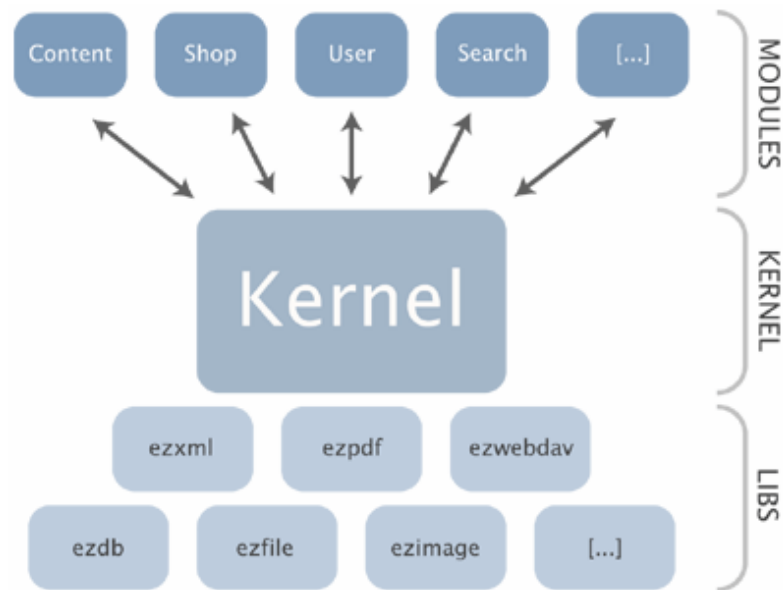 Content
Shop
User
Search
[...]
MODULES
Kernel
KERNEL
ezxml
ezpdf
ezwebdav
LIBS
ezdb
ezfile
ezimage
[...]